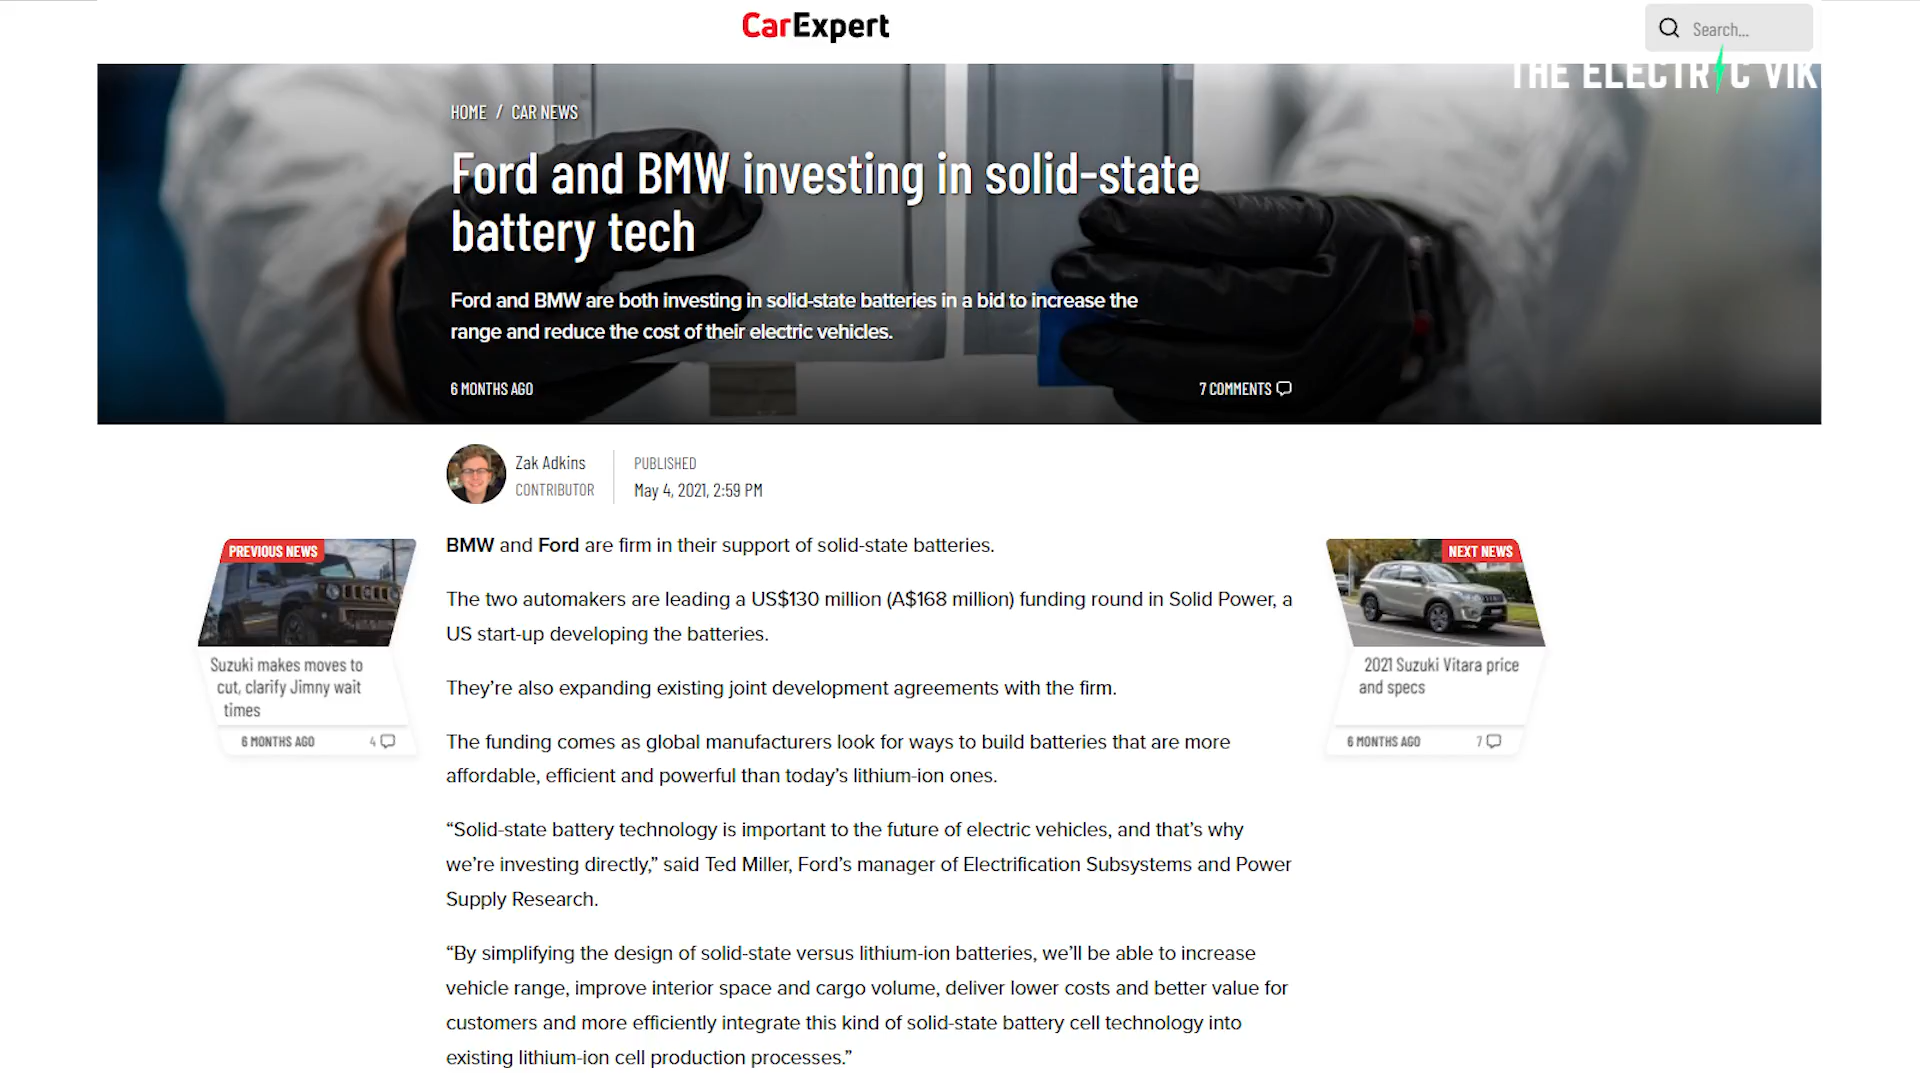 CarExpert
Search...
THE ELECTR C VIK
HOME / CAR NEWS
Ford and BMW investing in solid-state
battery tech
Ford and BMW are both investing in solid-state batteries in a bid to increase the
range and reduce the cost of their electric vehicles.
6 MONTHS AGO
7 COMMENTS
Zak Adkins
CONTRIBUTOR
PUBLISHED
May 4, 2021, 2:59 PM
PREVIOUS NEWS
Suzuki makes moves to
cut, clarify Jimny wait
times
6 MONTHS AGO
4
BMW and Ford are firm in their support of solid-state batteries.
The two automakers are leading a US$130 million (A$168 million) funding round in Solid Power, a
US start-up developing the batteries.
They’re also expanding existing joint development agreements with the firm.
The funding comes as global manufacturers look for ways to build batteries that are more
affordable, efficient and powerful than today’s lithium-ion ones.
“Solid-state battery technology is important to the future of electric vehicles, and that’s why
we’re investing directly,” said Ted Miller, Ford’s manager of Electrification Subsystems and Power
Supply Research.
“By simplifying the design of solid-state versus lithium-ion batteries, we’ll be able to increase
vehicle range, improve interior space and cargo volume, deliver lower costs and better value for
customers and more efficiently integrate this kind of solid-state battery cell technology into
existing lithium-ion cell production processes.”
NEXT NEWS
2021 Suzuki Vitara price
and specs
6 MONTHS AGO
7